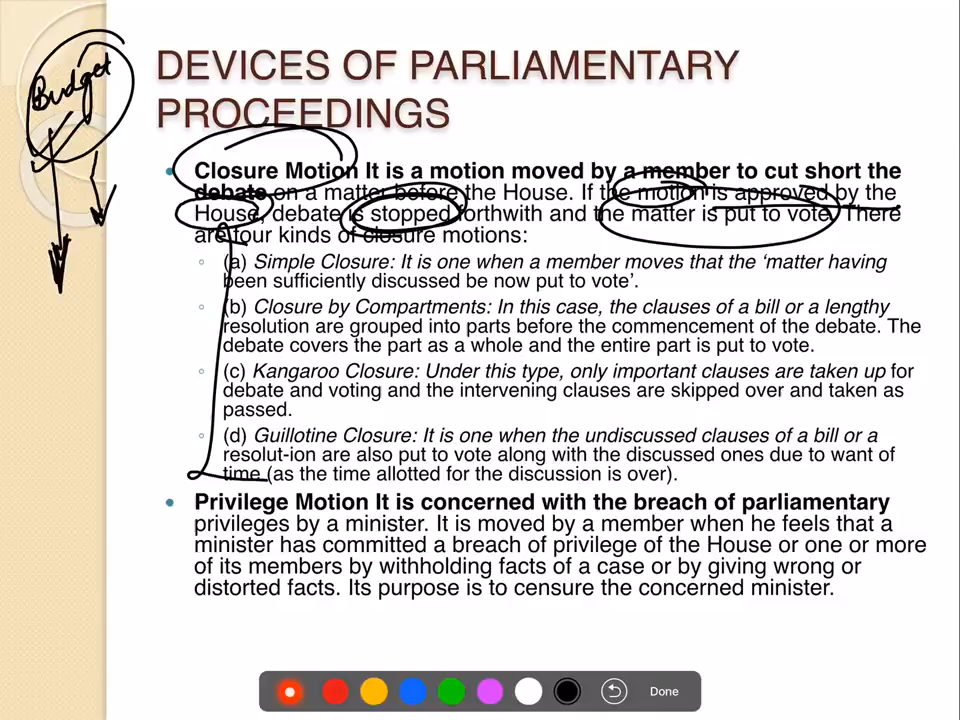 Budget
DEVICES OF PARLIAMENTARY
PROCEEDINGS
Closure Motion It is a motion moved by a member to cut short the
debate on a matter before the House. If the motion is approved by the
House, debate is stopped forthwith and the matter is put to vote. There
are four kinds of closure motions:
(a) Simple Closure: It is one when a member moves that the ‘matter having
been sufficiently discussed be now put to vote’.
(b) Closure by Compartments: In this case, the clauses of a bill or a lengthy
resolution are grouped into parts before the commencement of the debate. The
debate covers the part as a whole and the entire part is put to vote.
(c) Kangaroo Closure: Under this type, only important clauses are taken up for
debate and voting and the intervening clauses are skipped over and taken as
passed.
(d) Guillotine Closure: It is one when the undiscussed clauses of a bill or a
resolut-ion are also put to vote along with the discussed ones due to want of
time (as the time allotted for the discussion is over).
Privilege Motion It is concerned with the breach of parliamentary
privileges by a minister. It is moved by a member when he feels that a
minister has committed a breach of privilege of the House or one or more
of its members by withholding facts of a case or by giving wrong or
distorted facts. Its purpose is to censure the concerned minister.
Done